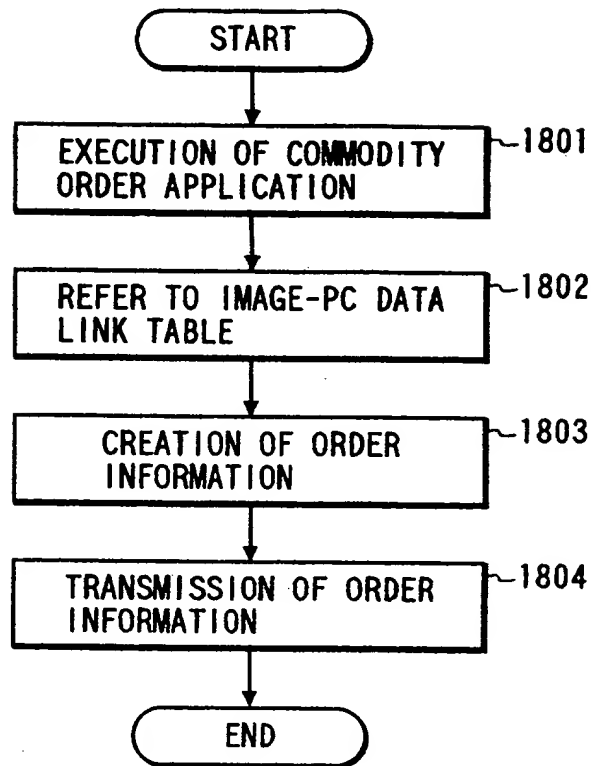 START
EXECUTION OF COMMODITY
ORDER APPLICATION
1801
REFER TO IMAGE-PC DATA
LINK TABLE
1802
CREATION OF ORDER
INFORMATION
1803
TRANSMISSION OF ORDER
INFORMATION
1804
END